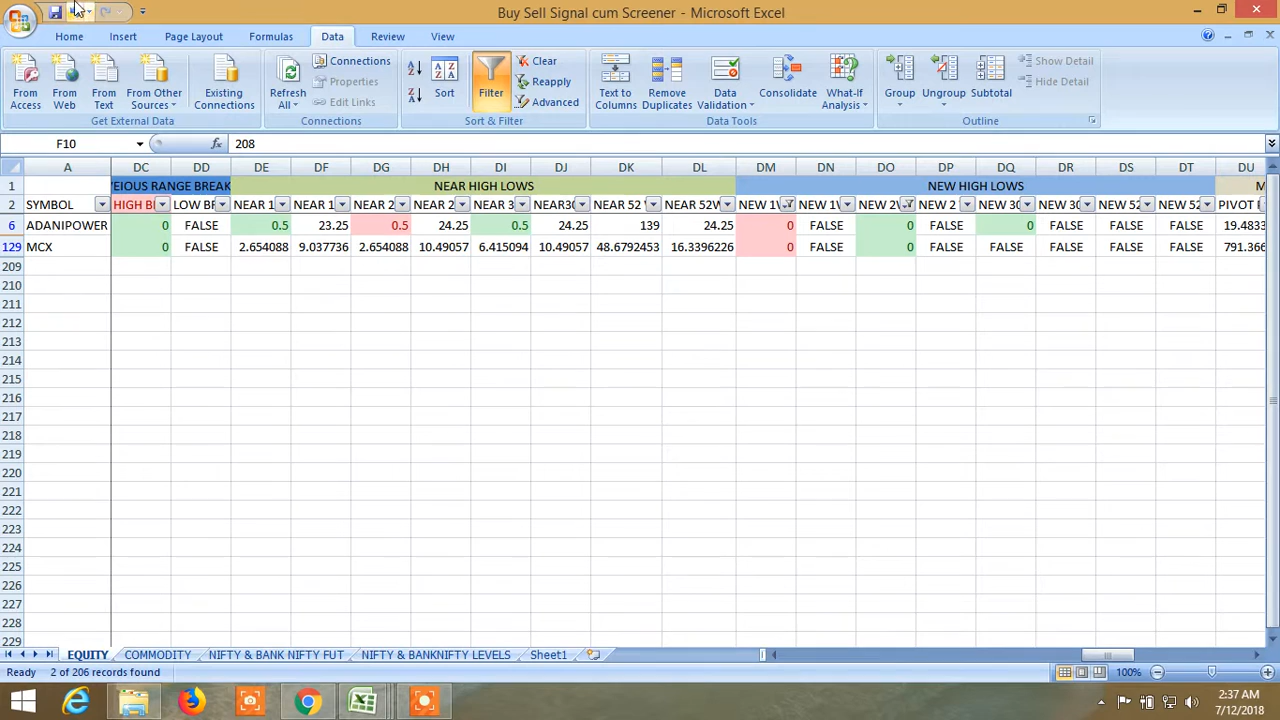 Buy Sell Signal cum Screener - Microsoft Excel
Home Insert Page Layout Formulas Data Review View
From Access
From Web
From Text
From Other Sources
Existing Connections
Get External Data
Refresh All
Connections
Properties
Edit Links
Connections
Sort
Filter
Clear
Reapply
Advanced
Sort & Filter
Text to Columns
Remove Duplicates
Data Validation
Consolidate
What-If Analysis
Data Tools
Group
Ungroup
Subtotal
Show Detail
Hide Detail
Outline
F10 fx 208
A DC DD DE DF DG DH DI DJ DK DL DM DN DO DP DQ DR DS DT DU
1 EIOUS RANGE BREAK NEAR HIGH LOWS NEW HIGH LOWS M
2 SYMBOL HIGH B LOW BR NEAR 1 NEAR 1 NEAR 2 NEAR 2 NEAR 3 NEAR30 NEAR 52 NEAR 52W NEW 1W NEW 1W NEW 2W NEW 2 NEW 30 NEW 30 NEW 52 NEW 52 PIVOT
6 ADANIPOWER 0 FALSE 0.5 23.25 0.5 24.25 0.5 24.25 139 24.25 0 FALSE 0 FALSE 0 FALSE FALSE FALSE 19.4833
129 MCX 0 FALSE 2.654088 9.037736 2.654088 10.49057 6.415094 10.49057 48.6792453 16.3396226 0 FALSE 0 FALSE FALSE FALSE FALSE FALSE 791.366
209
210
211
212
213
214
215
216
217
218
219
220
221
222
223
224
225
226
227
228
229
EQUITY COMMODITY NIFTY & BANK NIFTY FUT NIFTY & BANKNIFTY LEVELS Sheet1
Ready 2 of 206 records found 100%
2:37 AM
7/12/2018